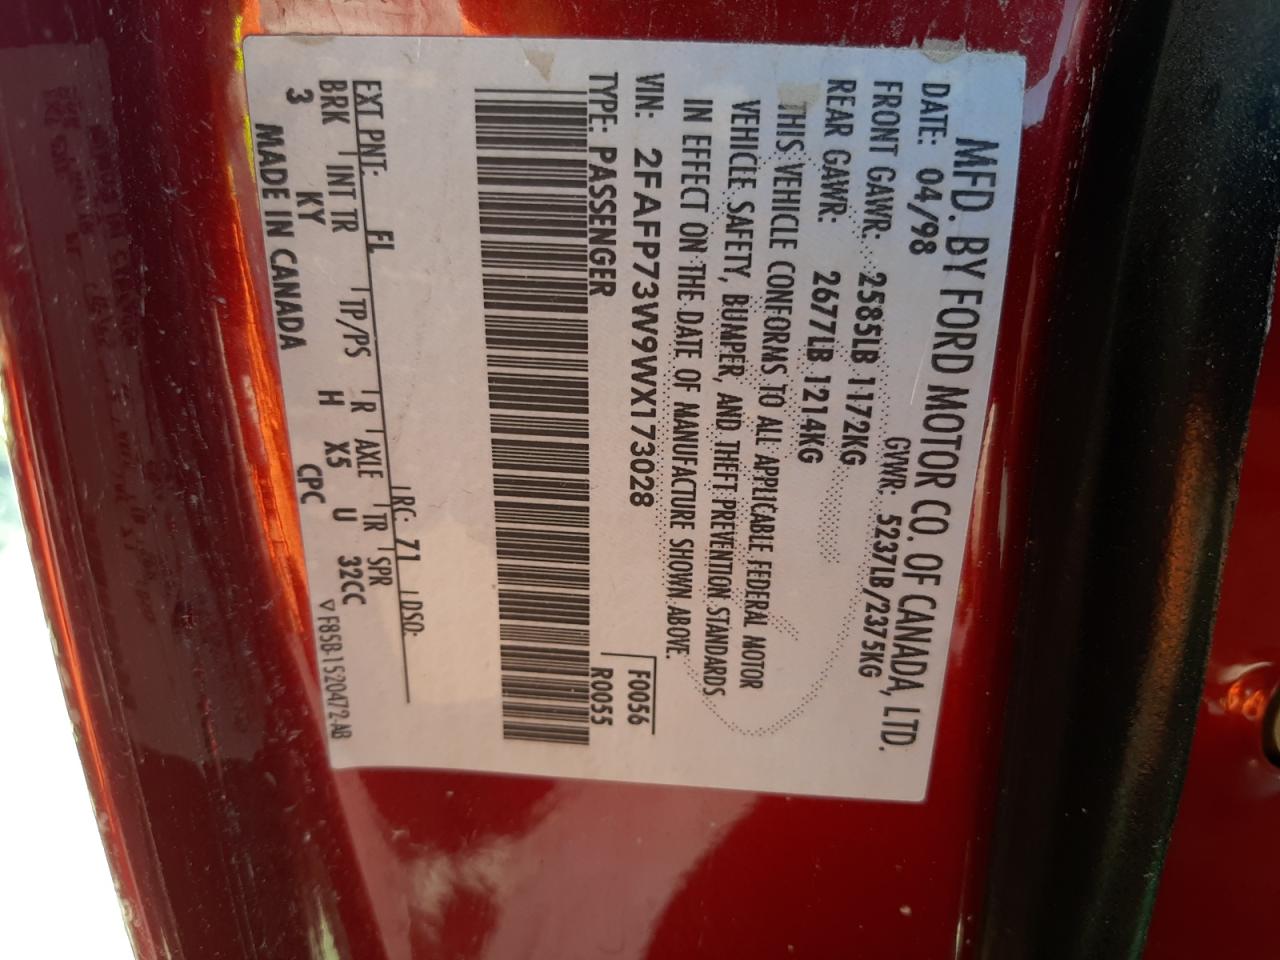 MFD. BY FORD MOTOR CO. OF CANADA, LTD.
DATE: 04/98 GVWR: 5237LB/2375KG
FRONT GAWR: 2585LB 1172KG
REAR GAWR: 2677LB 1214KG
THIS VEHICLE CONFORMS TO ALL APPLICABLE FEDERAL MOTOR
VEHICLE SAFETY, BUMPER, AND THEFT PREVENTION STANDARDS
IN EFFECT ON THE DATE OF MANUFACTURE SHOWN ABOVE.
VIN: 2FAFP73W9WX173028 F0056
TYPE: PASSENGER R0055
EXT PNT: FL RC: 71 DSO:
BRK INT TR TP/PS R AXLE TR SPR
3 KY H X5 U 32CC
MADE IN CANADA CPC ▽F85B-1520472-AB